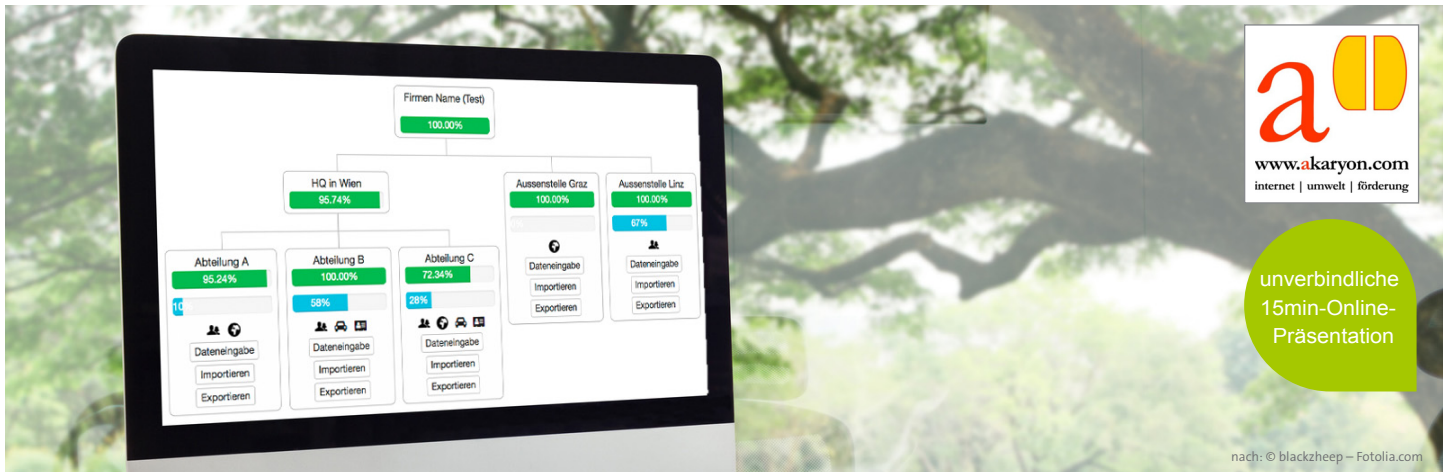 Firmen Name (Test)
100.00%
HQ in Wien
95.74%
Aussenstelle Graz
100.00%
Dateneingabe
Importieren
Exportieren
Aussenstelle Linz
100.00%
67%
Dateneingabe
Importieren
Exportieren
Abteilung A
95.24%
Dateneingabe
Importieren
Exportieren
Abteilung B
100.00%
58%
Dateneingabe
Importieren
Exportieren
Abteilung C
72.34%
28%
Dateneingabe
Importieren
Exportieren
a
www.akaryon.com
internet | umwelt | förderung
unverbindliche
15min-Online-
Präsentation
nach: © blackzheep – Fotolia.com